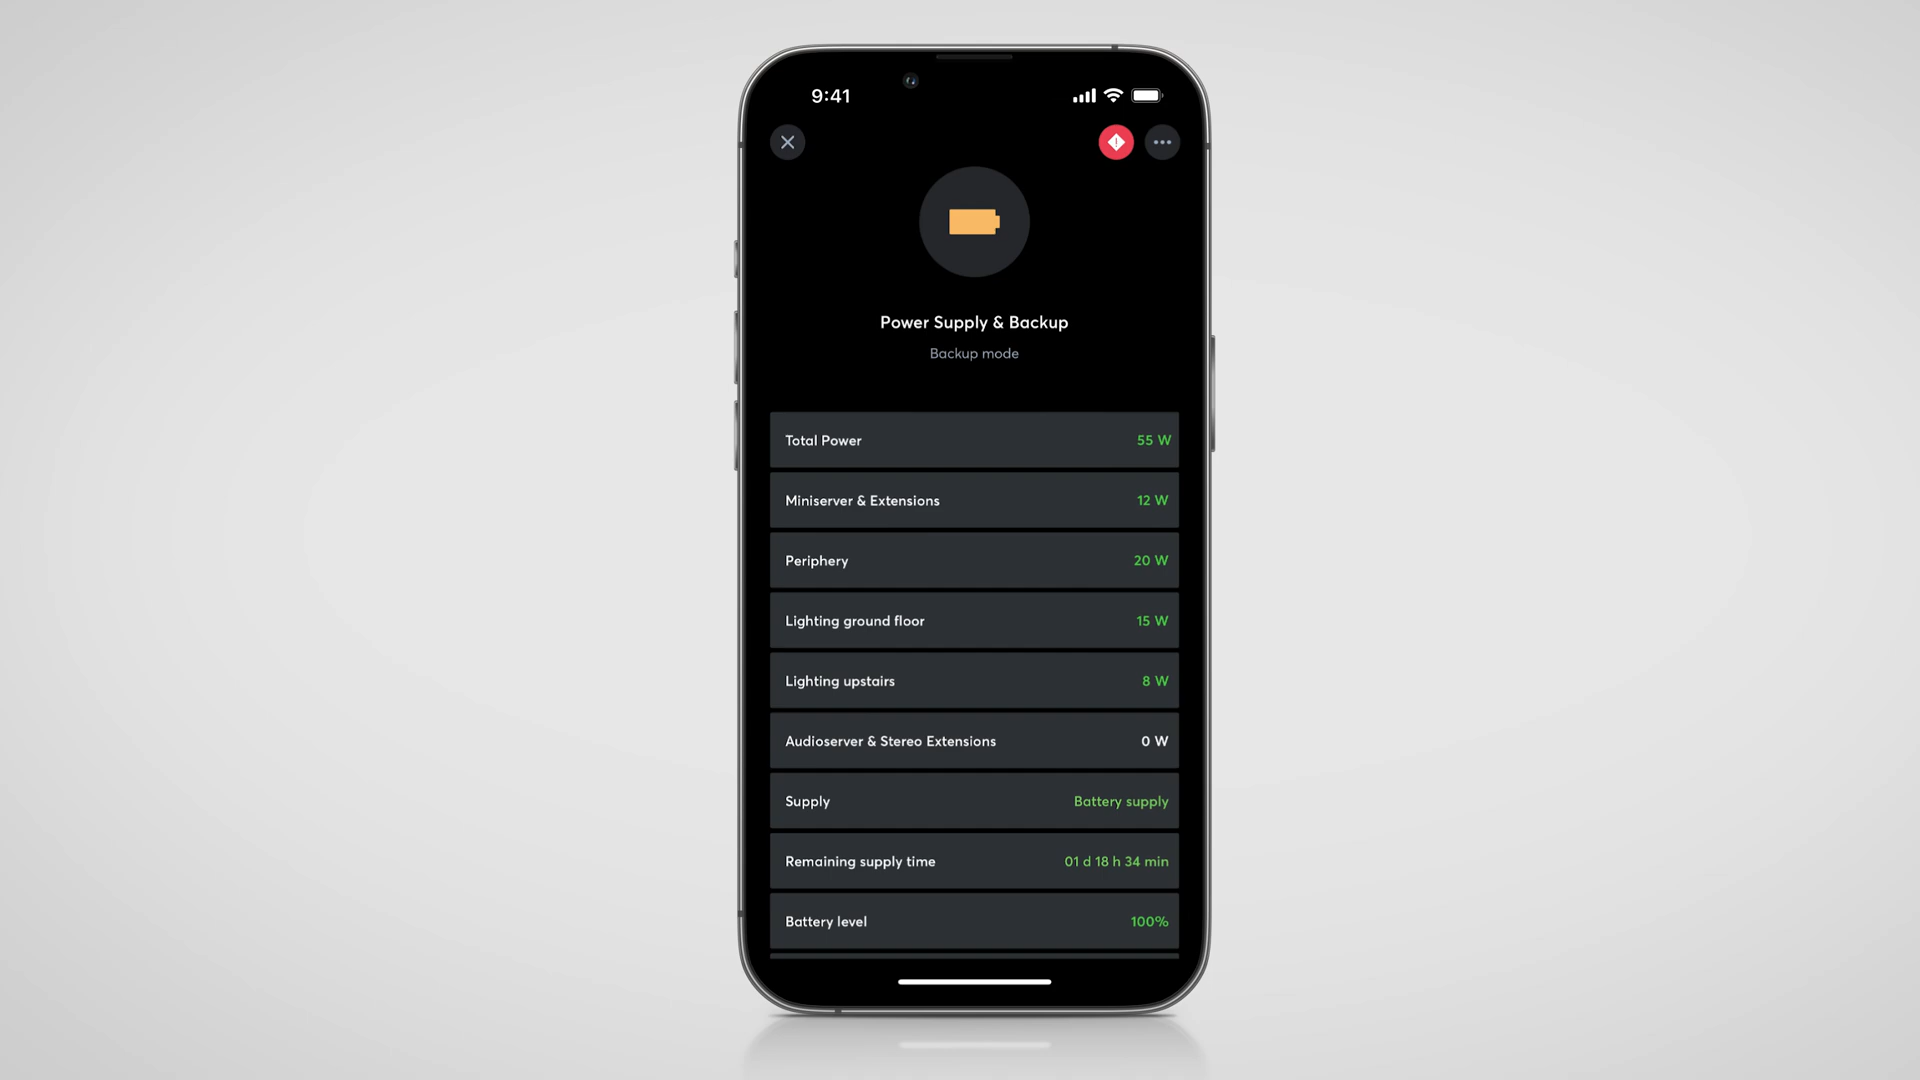 9:41
Power Supply & Backup
Backup mode
Total Power 55 W
Miniserver & Extensions 12 W
Periphery 20 W
Lighting ground floor 15 W
Lighting upstairs 8 W
Audioserver & Stereo Extensions 0 W
Supply Battery supply
Remaining supply time 01 d 18 h 34 min
Battery level 100%